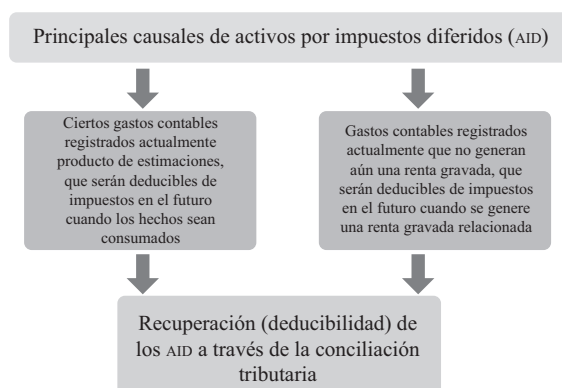 Principales causales de activos por impuestos diferidos (AID)
Ciertos gastos contables
registrados actualmente
producto de estimaciones,
que serán deducibles de
impuestos en el futuro
cuando los hechos sean
consumados
Gastos contables registrados
actualmente que no generan
aún una renta gravada, que
serán deducibles de impuestos
en el futuro cuando se genere
una renta gravada relacionada
Recuperación (deducibilidad) de
los AID a través de la conciliación
tributaria